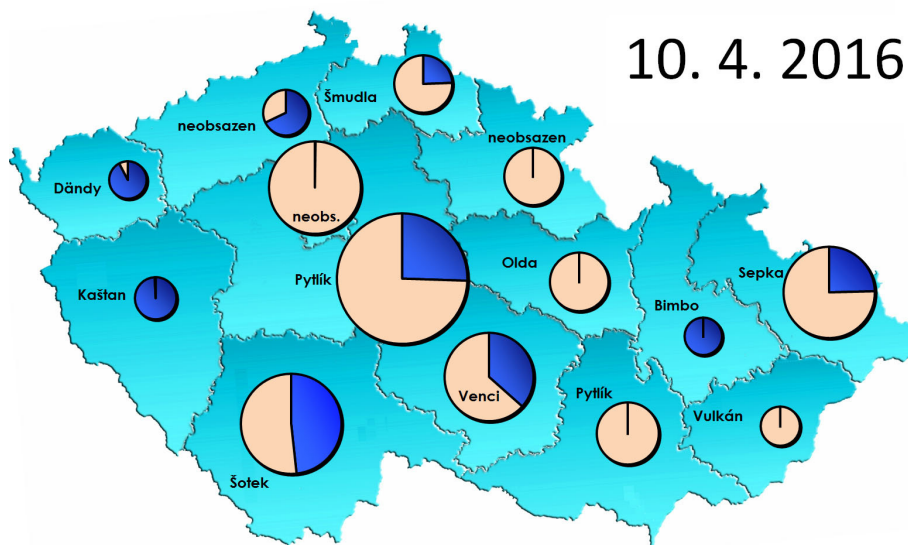 10. 4. 2016
Šmudla
neobsazen
neobsazen
Dändy
neobs.
Olda
Sepka
Pytlík
Kaštan
Bimbo
Venci
Pytlík
Vulkán
Šotek